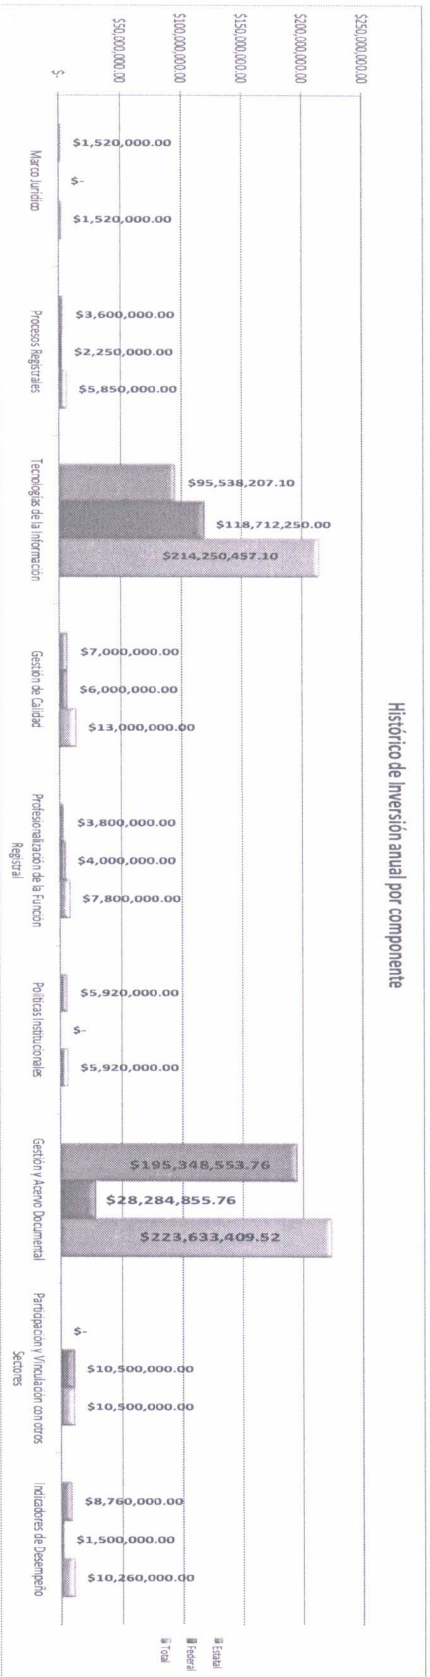 Histórico de Inversión anual por componente
$250,000,000.00
$200,000,000.00
$150,000,000.00
$100,000,000.00
$50,000,000.00
$-
$1,520,000.00
$-
$1,520,000.00
$3,600,000.00
$2,250,000.00
$5,850,000.00
$95,538,207.10
$118,712,250.00
$214,250,457.10
$7,000,000.00
$6,000,000.00
$13,000,000.00
$3,800,000.00
$4,000,000.00
$7,800,000.00
$5,920,000.00
$-
$5,920,000.00
$195,348,553.76
$28,284,855.76
$223,633,409.52
$-
$10,500,000.00
$10,500,000.00
$8,760,000.00
$1,500,000.00
$10,260,000.00
Marco Jurídico
Procesos Registrales
Tecnologías de la Información
Gestión de Calidad
Profesionalización de la Función
Registral
Políticas Institucionales
Gestión y Acervo Documental
Participación y Vinculación con otros
Sectores
Indicadores de Desempeño
Estatal
Federal
Total